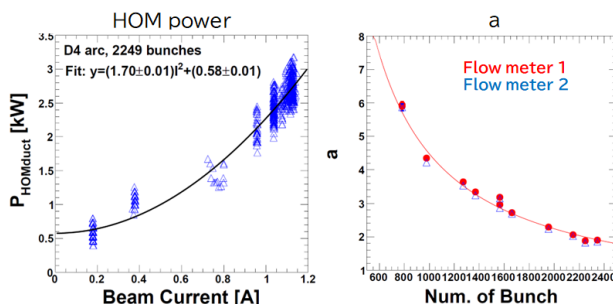 HOM power
a
D4 arc, 2249 bunches
Fit: y=(1.70±0.01)I²+(0.58±0.01)
P_HOMduct [kW]
3.5
3
2.5
2
1.5
1
0.5
0
0 0.2 0.4 0.6 0.8 1 1.2
Beam Current [A]
Flow meter 1
Flow meter 2
a
8
7
6
5
4
3
2
1
0
600 800 1000 1200 1400 1600 1800 2000 2200 2400
Num. of Bunch